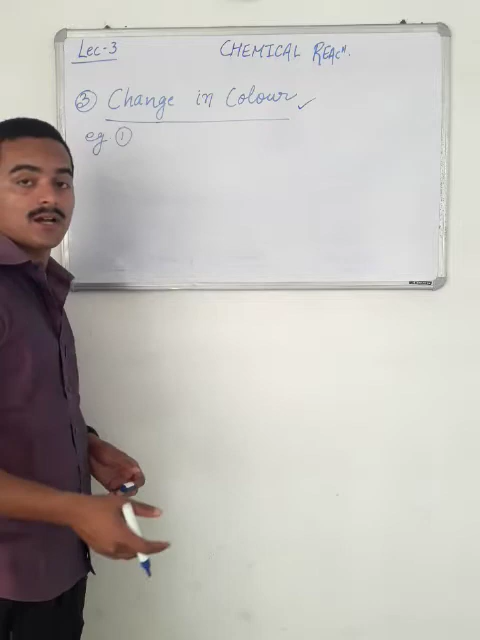 Lec-3 CHEMICAL REACⁿ.
③ Change in Colour ✓
eg ①